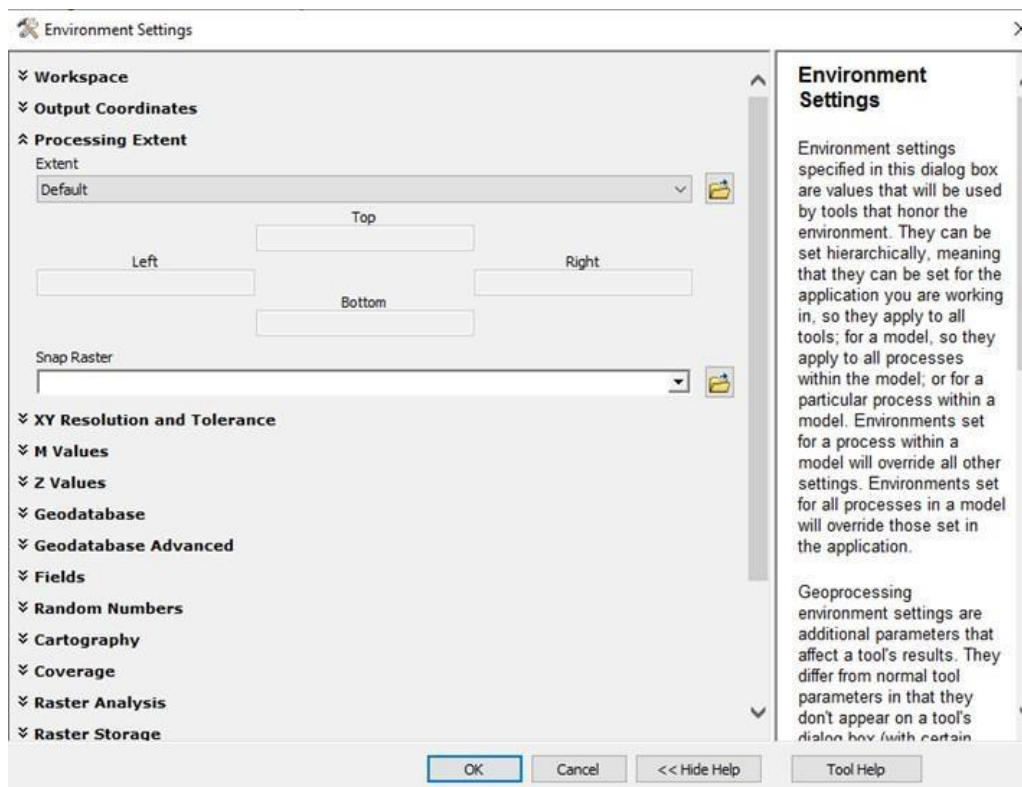 Environment Settings
Workspace
Output Coordinates
Processing Extent
Extent
Default
Top
Left
Right
Bottom
Snap Raster
XY Resolution and Tolerance
M Values
Z Values
Geodatabase
Geodatabase Advanced
Fields
Random Numbers
Cartography
Coverage
Raster Analysis
Raster Storage
Environment
Settings
Environment settings
specified in this dialog box
are values that will be used
by tools that honor the
environment. They can be
set hierarchically, meaning
that they can be set for the
application you are working
in, so they apply to all
tools; for a model, so they
apply to all processes
within the model; or for a
particular process within a
model. Environments set
for a process within a
model will override all other
settings. Environments set
for all processes in a model
will override those set in
the application.
Geoprocessing
environment settings are
additional parameters that
affect a tool's results. They
differ from normal tool
parameters in that they
don't appear on a tool's
dialog box (with certain
OK
Cancel
<< Hide Help
Tool Help